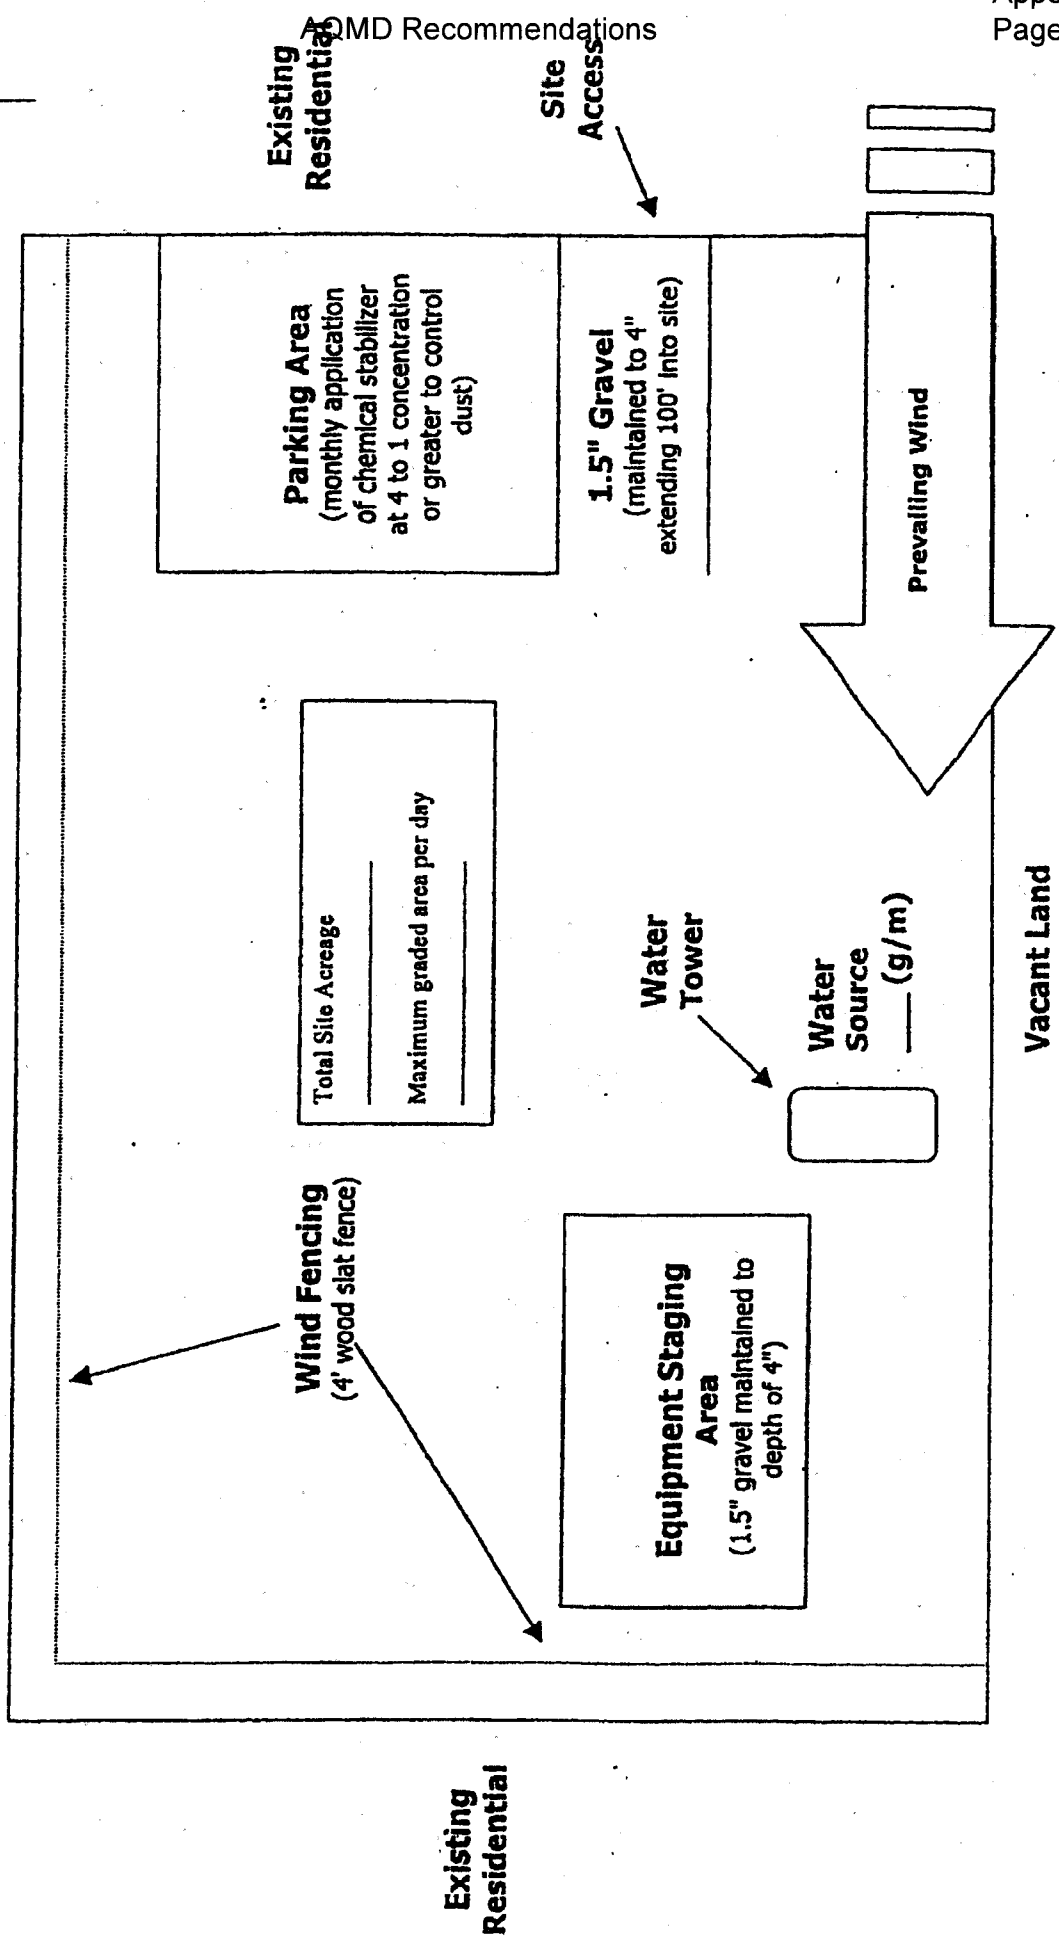 AQMD Recommendations
Page
Existing
Residential
Site
Access
Parking Area
(monthly application
of chemical stabilizer
at 4 to 1 concentration
or greater to control
dust)
1.5" Gravel
(maintained to 4"
extending 100' into site)
Prevailing Wind
Total Site Acreage
Maximum graded area per day
Water
Tower
Water
Source
(g/m)
Vacant Land
Wind Fencing
(4' wood slat fence)
Equipment Staging
Area
(1.5" gravel maintained to
depth of 4")
Existing
Residential